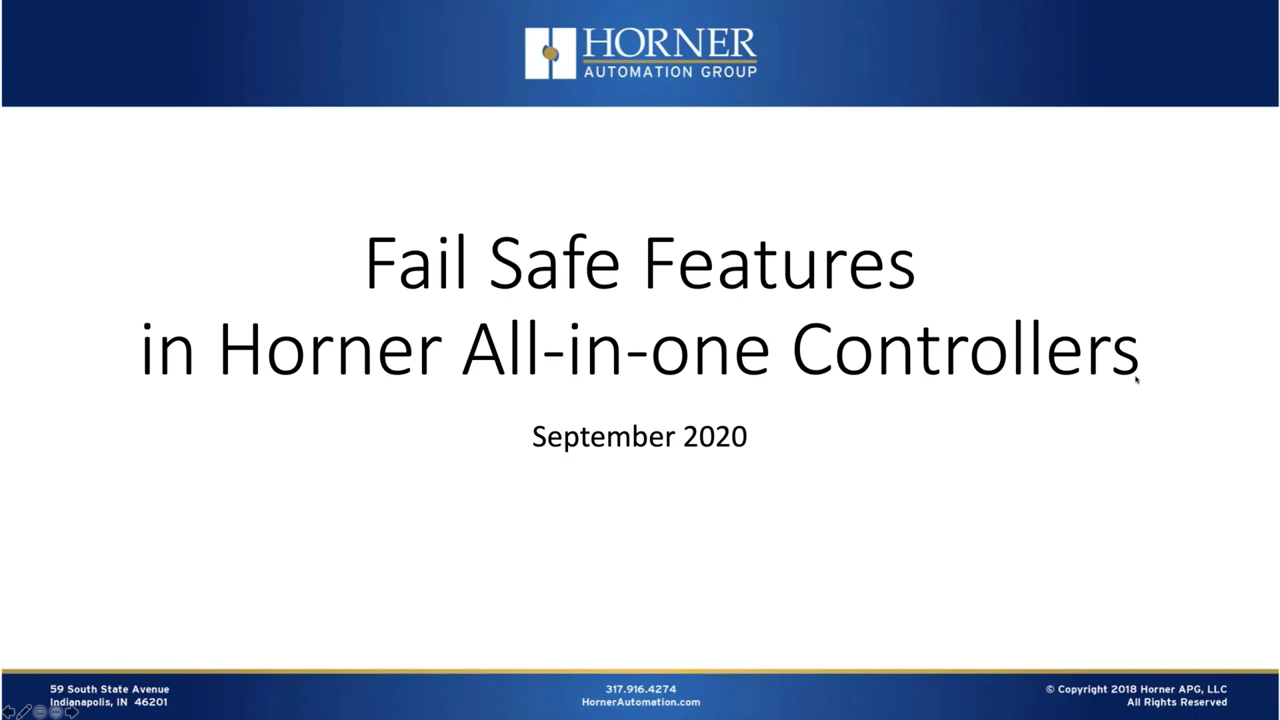 HORNER
AUTOMATION GROUP
Fail Safe Features
in Horner All-in-one Controllers
September 2020
59 South State Avenue
Indianapolis, IN 46201
317.916.4274
HornerAutomation.com
© Copyright 2018 Horner APG, LLC
All Rights Reserved